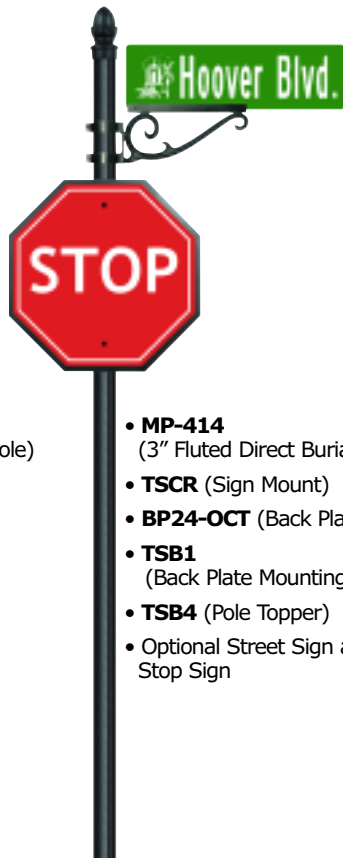 Hoover Blvd.
STOP
ole)
• MP-414
(3” Fluted Direct Buria
• TSCR (Sign Mount)
• BP24-OCT (Back Pla
• TSB1
(Back Plate Mounting
• TSB4 (Pole Topper)
• Optional Street Sign a
Stop Sign